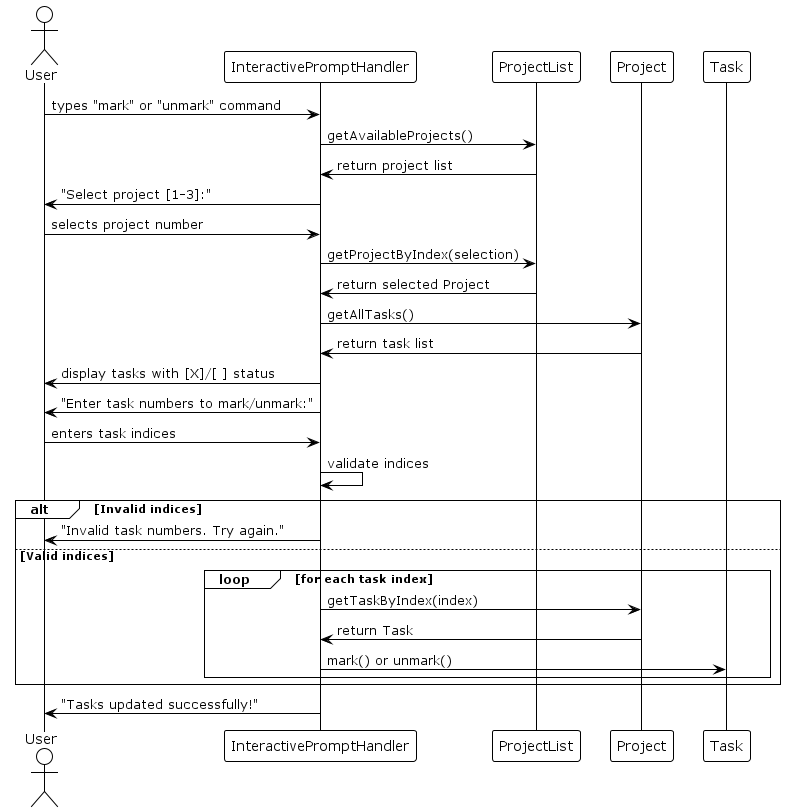 User
InteractivePromptHandler
ProjectList
Project
Task
types "mark" or "unmark" command
getAvailableProjects()
return project list
"Select project [1-3]:"
selects project number
getProjectByIndex(selection)
return selected Project
getAllTasks()
return task list
display tasks with [X]/[ ] status
"Enter task numbers to mark/unmark:"
enters task indices
validate indices
alt
[Invalid indices]
"Invalid task numbers. Try again."
[Valid indices]
loop
[for each task index]
getTaskByIndex(index)
return Task
mark() or unmark()
"Tasks updated successfully!"
User
InteractivePromptHandler
ProjectList
Project
Task